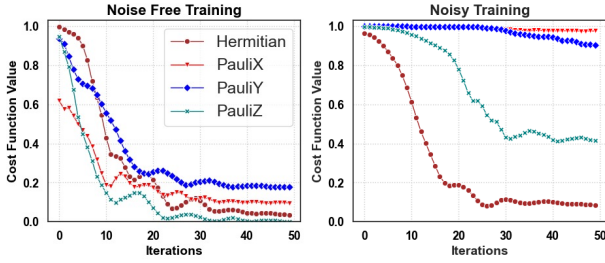 Noise Free Training
Cost Function Value
1.0
0.8
0.6
0.4
0.2
0.0
Hermitian
PauliX
PauliY
PauliZ
0 10 20 30 40 50
Iterations
Noisy Training
Cost Function Value
1.0
0.8
0.6
0.4
0.2
0.0
0 10 20 30 40 50
Iterations